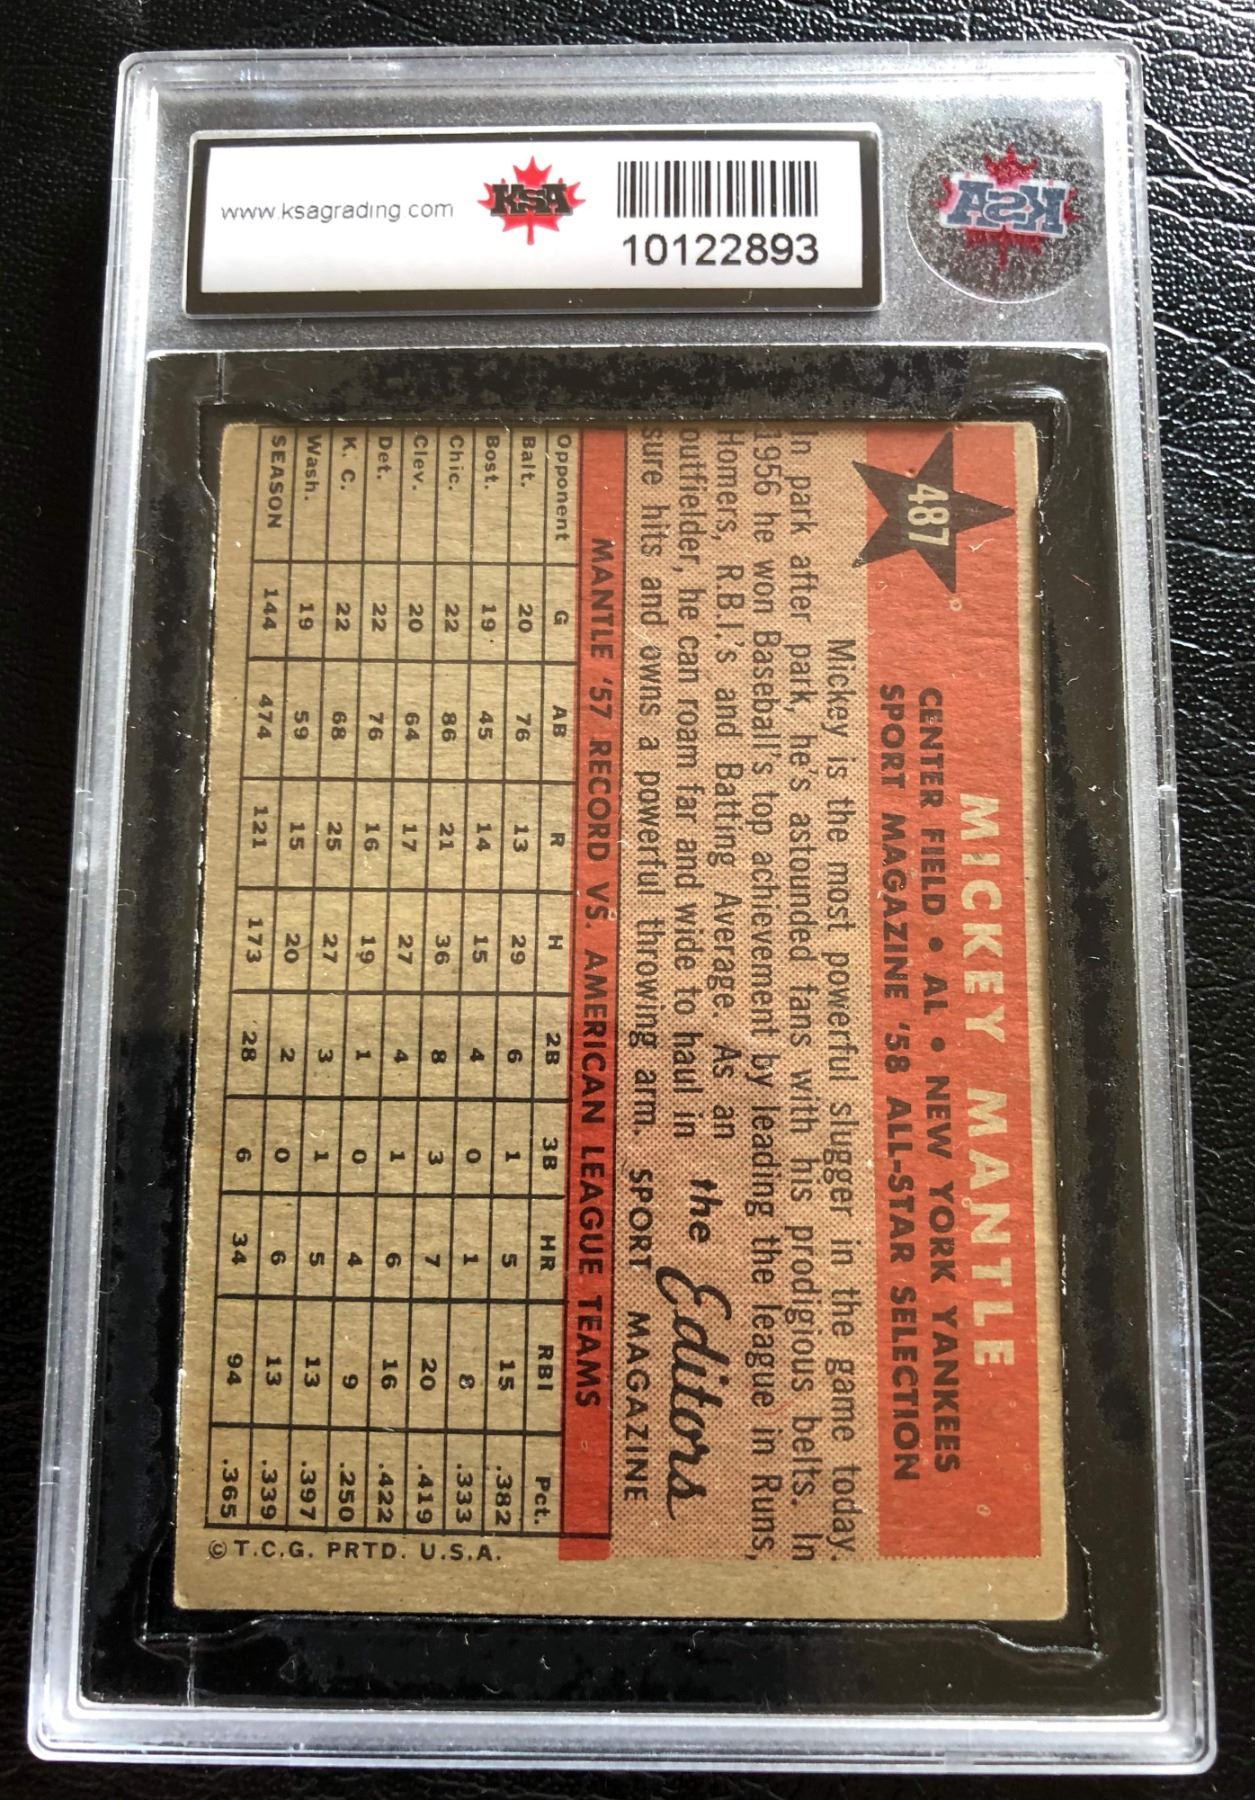 www.ksagrading.com
KSA
10122893
KSA
487
MICKEY MANTLE
CENTER FIELD • AL • NEW YORK YANKEES
SPORT MAGAZINE '58 ALL-STAR SELECTION
Mickey is the most powerful slugger in the game today.
In park after park, he's astounded fans with his prodigious belts. In
1956 he won Baseball's top achievement by leading the league in Runs,
Homers, R.B.I.'s and Batting Average. As an
outfielder, he can roam far and wide to haul in
sure hits and owns a powerful throwing arm.
the Editors
SPORT MAGAZINE
MANTLE '57 RECORD VS. AMERICAN LEAGUE TEAMS
Opponent G AB R H 2B 3B HR RBI Pct.
Balt. 20 76 13 29 6 1 5 15 .382
Bost. 19 45 14 15 4 0 1 8 .333
Chic. 22 86 21 36 8 3 7 20 .419
Clev. 20 64 17 27 4 1 6 16 .422
Det. 22 76 16 19 1 0 4 9 .250
K. C. 22 68 25 27 3 1 5 13 .397
Wash. 19 59 15 20 2 0 6 13 .339
SEASON 144 474 121 173 28 6 34 94 .365
© T.C.G. PRTD. U.S.A.